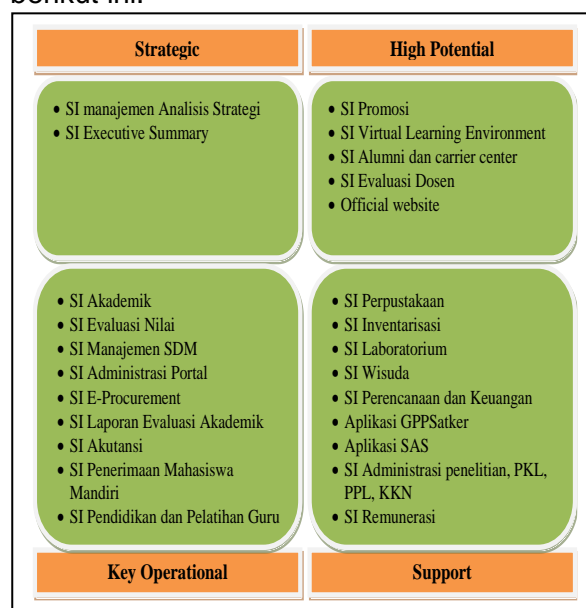 berikut ini.
Strategic
• SI manajemen Analisis Strategi
• SI Executive Summary
High Potential
• SI Promosi
• SI Virtual Learning Environment
• SI Alumni dan carrier center
• SI Evaluasi Dosen
• Official website
• SI Akademik
• SI Evaluasi Nilai
• SI Manajemen SDM
• SI Administrasi Portal
• SI E-Procurement
• SI Laporan Evaluasi Akademik
• SI Akutansi
• SI Penerimaan Mahasiswa
Mandiri
• SI Pendidikan dan Pelatihan Guru
Key Operational
• SI Perpustakaan
• SI Inventarisasi
• SI Laboratorium
• SI Wisuda
• SI Perencanaan dan Keuangan
• Aplikasi GPPSatker
• Aplikasi SAS
• SI Administrasi penelitian, PKL,
PPL, KKN
• SI Remunerasi
Support